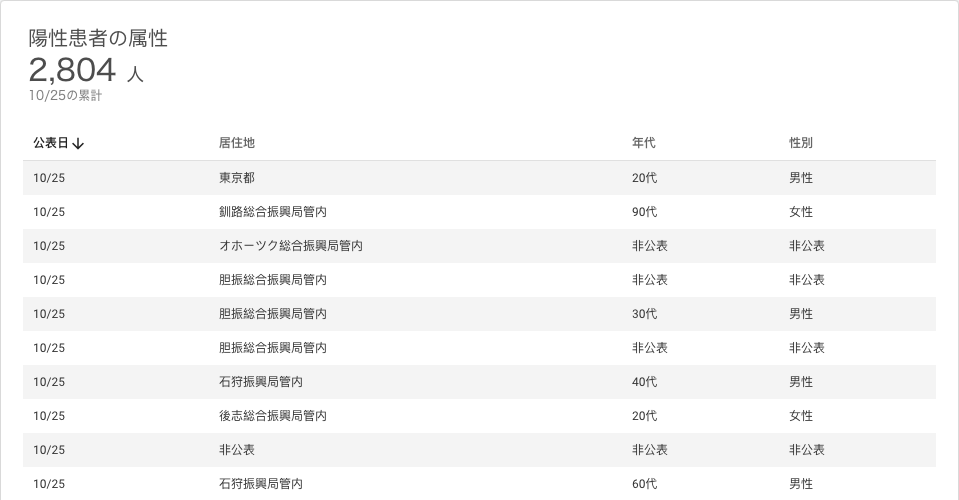 陽性患者の属性
2,804 人
10/25の累計
公表日↓ 居住地 年代 性別
10/25 東京都 20代 男性
10/25 釧路総合振興局管内 90代 女性
10/25 オホーツク総合振興局管内 非公表 非公表
10/25 胆振総合振興局管内 非公表 非公表
10/25 胆振総合振興局管内 30代 男性
10/25 胆振総合振興局管内 非公表 非公表
10/25 石狩振興局管内 40代 男性
10/25 後志総合振興局管内 20代 女性
10/25 非公表 非公表 非公表
10/25 石狩振興局管内 60代 男性